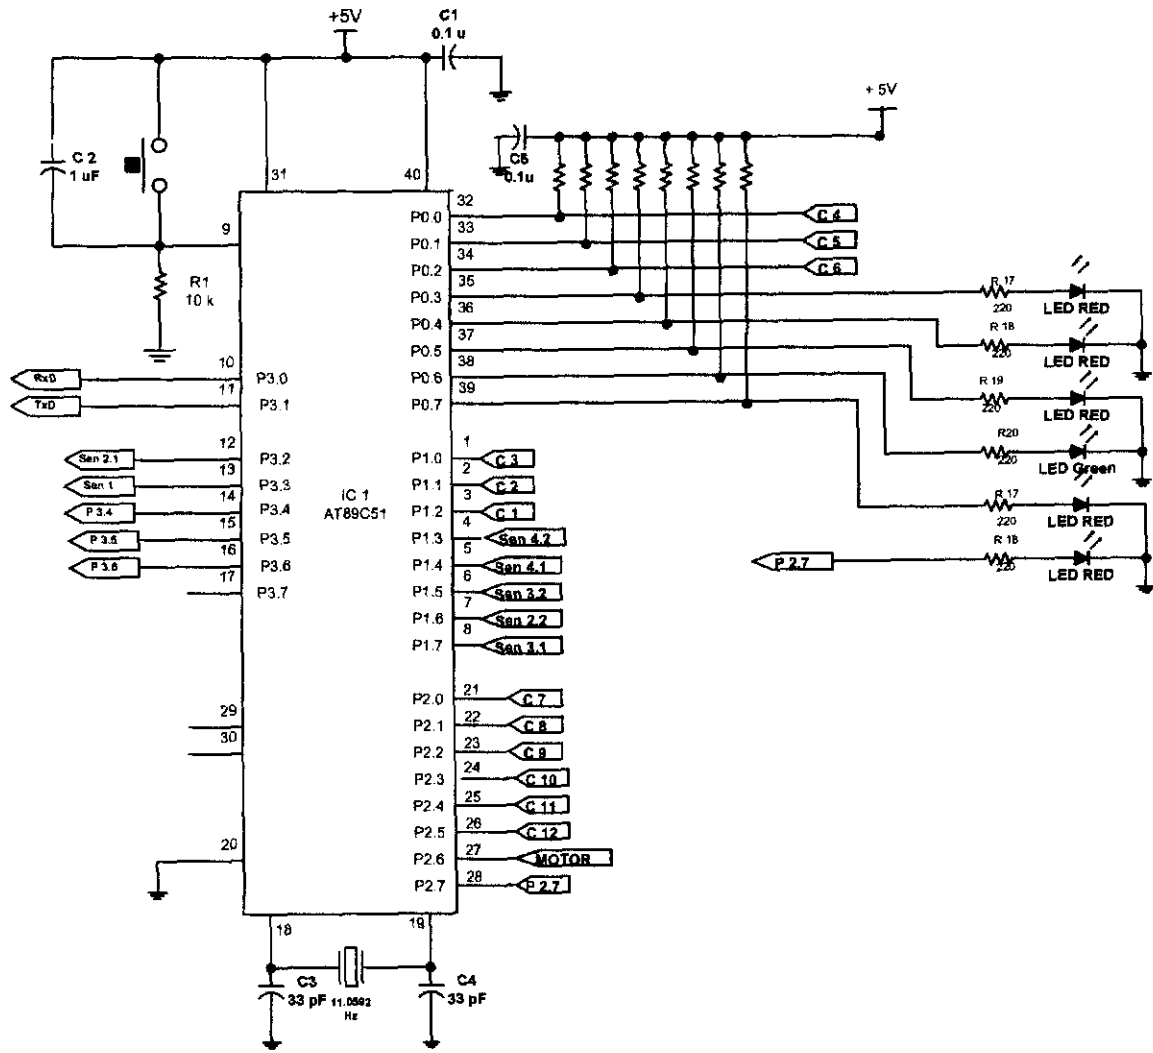 +5V
C1
0.1 u
+ 5V
C5
0.1u
C 2
1 uF
31
40
9
R1
10 k
32
P0.0
C 4
33
P0.1
C 5
34
P0.2
C 6
35
P0.3
R 17
220
LED RED
36
P0.4
R 18
220
LED RED
37
P0.5
R 19
220
LED RED
38
P0.6
R20
220
LED Green
39
P0.7
R 17
220
LED RED
P 2.7
R 18
220
LED RED
RxD
10
P3.0
TxD
11
P3.1
Sen 2.1
12
P3.2
Sen 1
13
P3.3
P 3.4
14
P3.4
P 3.5
15
P3.5
P 3.6
16
P3.6
17
P3.7
IC 1
AT89C51
1
P1.0
C 3
2
P1.1
C 2
3
P1.2
C 1
4
P1.3
Sen 4.2
5
P1.4
Sen 4.1
6
P1.5
Sen 3.2
7
P1.6
Sen 2.2
8
P1.7
Sen 3.1
29
30
20
21
P2.0
C 7
22
P2.1
C 8
23
P2.2
C 9
24
P2.3
C 10
25
P2.4
C 11
26
P2.5
C 12
27
P2.6
MOTOR
28
P2.7
P 2.7
18
19
C3
33 pF
11.0592
Hz
C4
33 pF